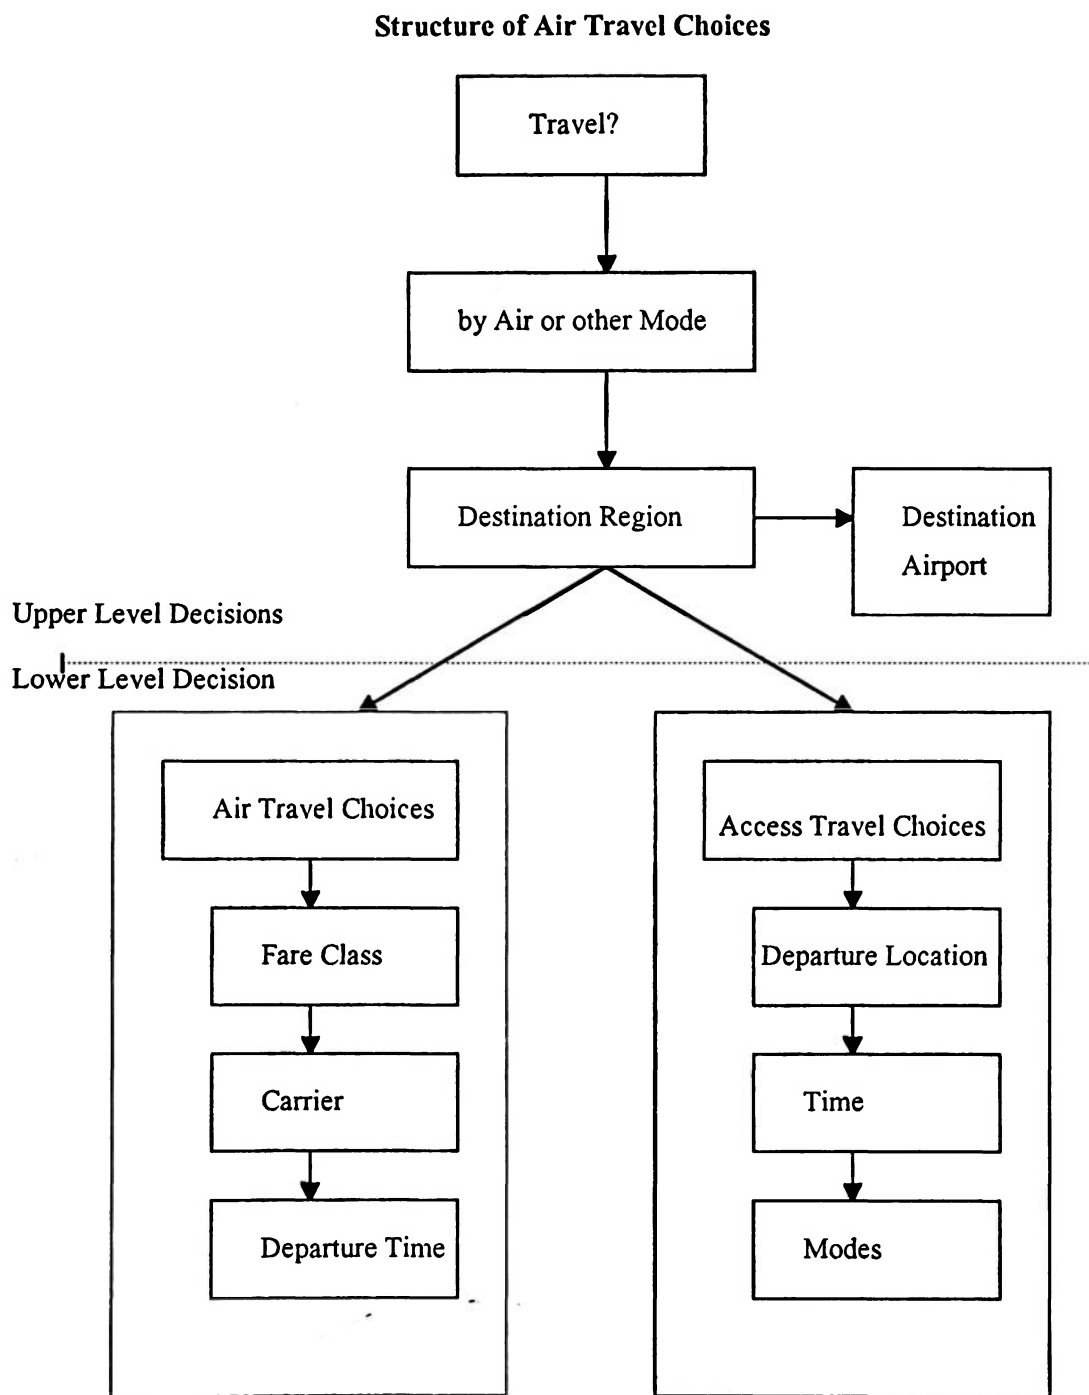 Structure of Air Travel Choices
Travel?
by Air or other Mode
Destination Region
Destination
Airport
Upper Level Decisions
Lower Level Decision
Air Travel Choices
Access Travel Choices
Fare Class
Departure Location
Carrier
Time
Departure Time
Modes